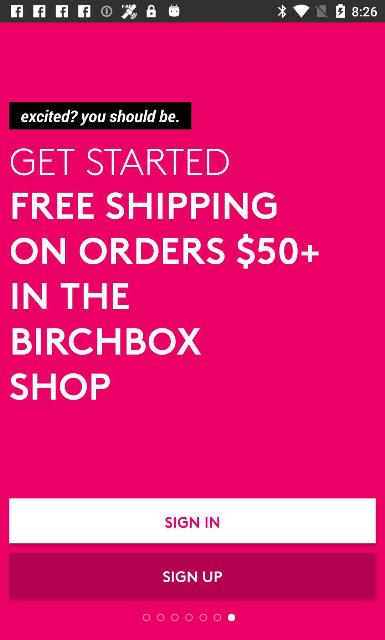 8:26
excited? you should be.
GET STARTED
FREE SHIPPING
ON ORDERS $50+
IN THE
BIRCHBOX
SHOP
SIGN IN
SIGN UP